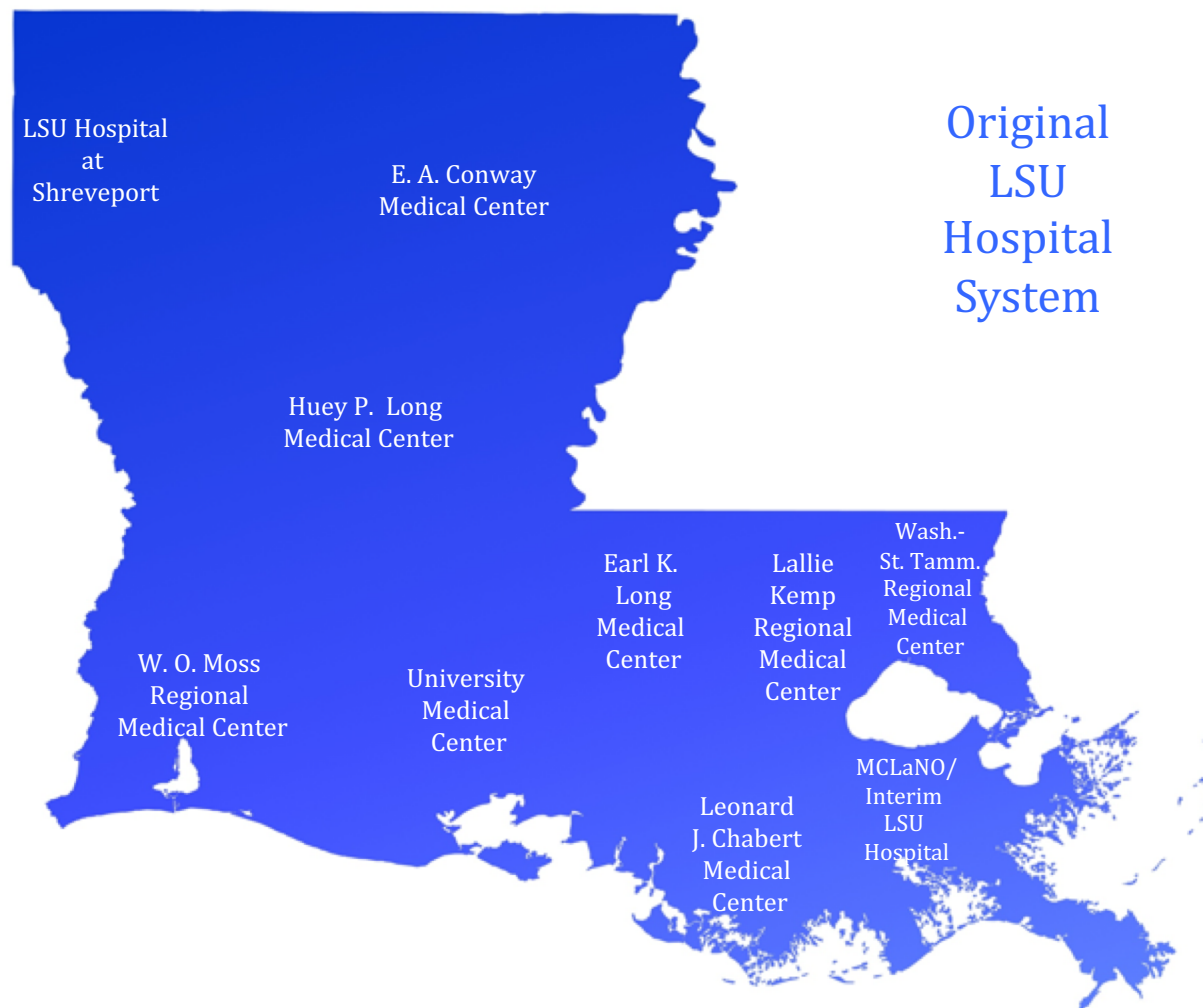 LSU Hospital
at
Shreveport
E. A. Conway
Medical Center
Original
LSU
Hospital
System
Huey P. Long
Medical Center
Earl K.
Long
Medical
Center
Lallie
Kemp
Regional
Medical
Center
Wash.-
St. Tamm.
Regional
Medical
Center
W. O. Moss
Regional
Medical Center
University
Medical
Center
Leonard
J. Chabert
Medical
Center
MCLaNO/
Interim
LSU
Hospital